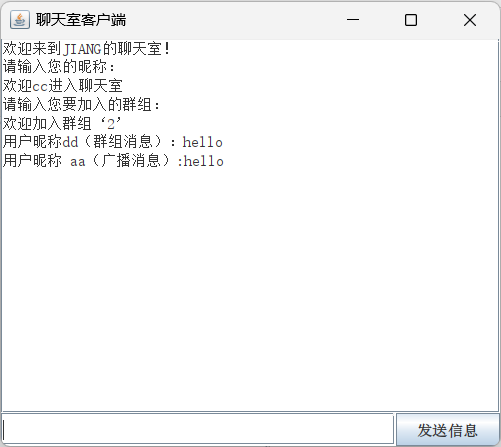 聊天室客户端
欢迎来到JIANG的聊天室!
请输入您的昵称:
欢迎cc进入聊天室
请输入您要加入的群组:
欢迎加入群组‘2’
用户昵称dd（群组消息）：hello
用户昵称 aa（广播消息）:hello
发送信息